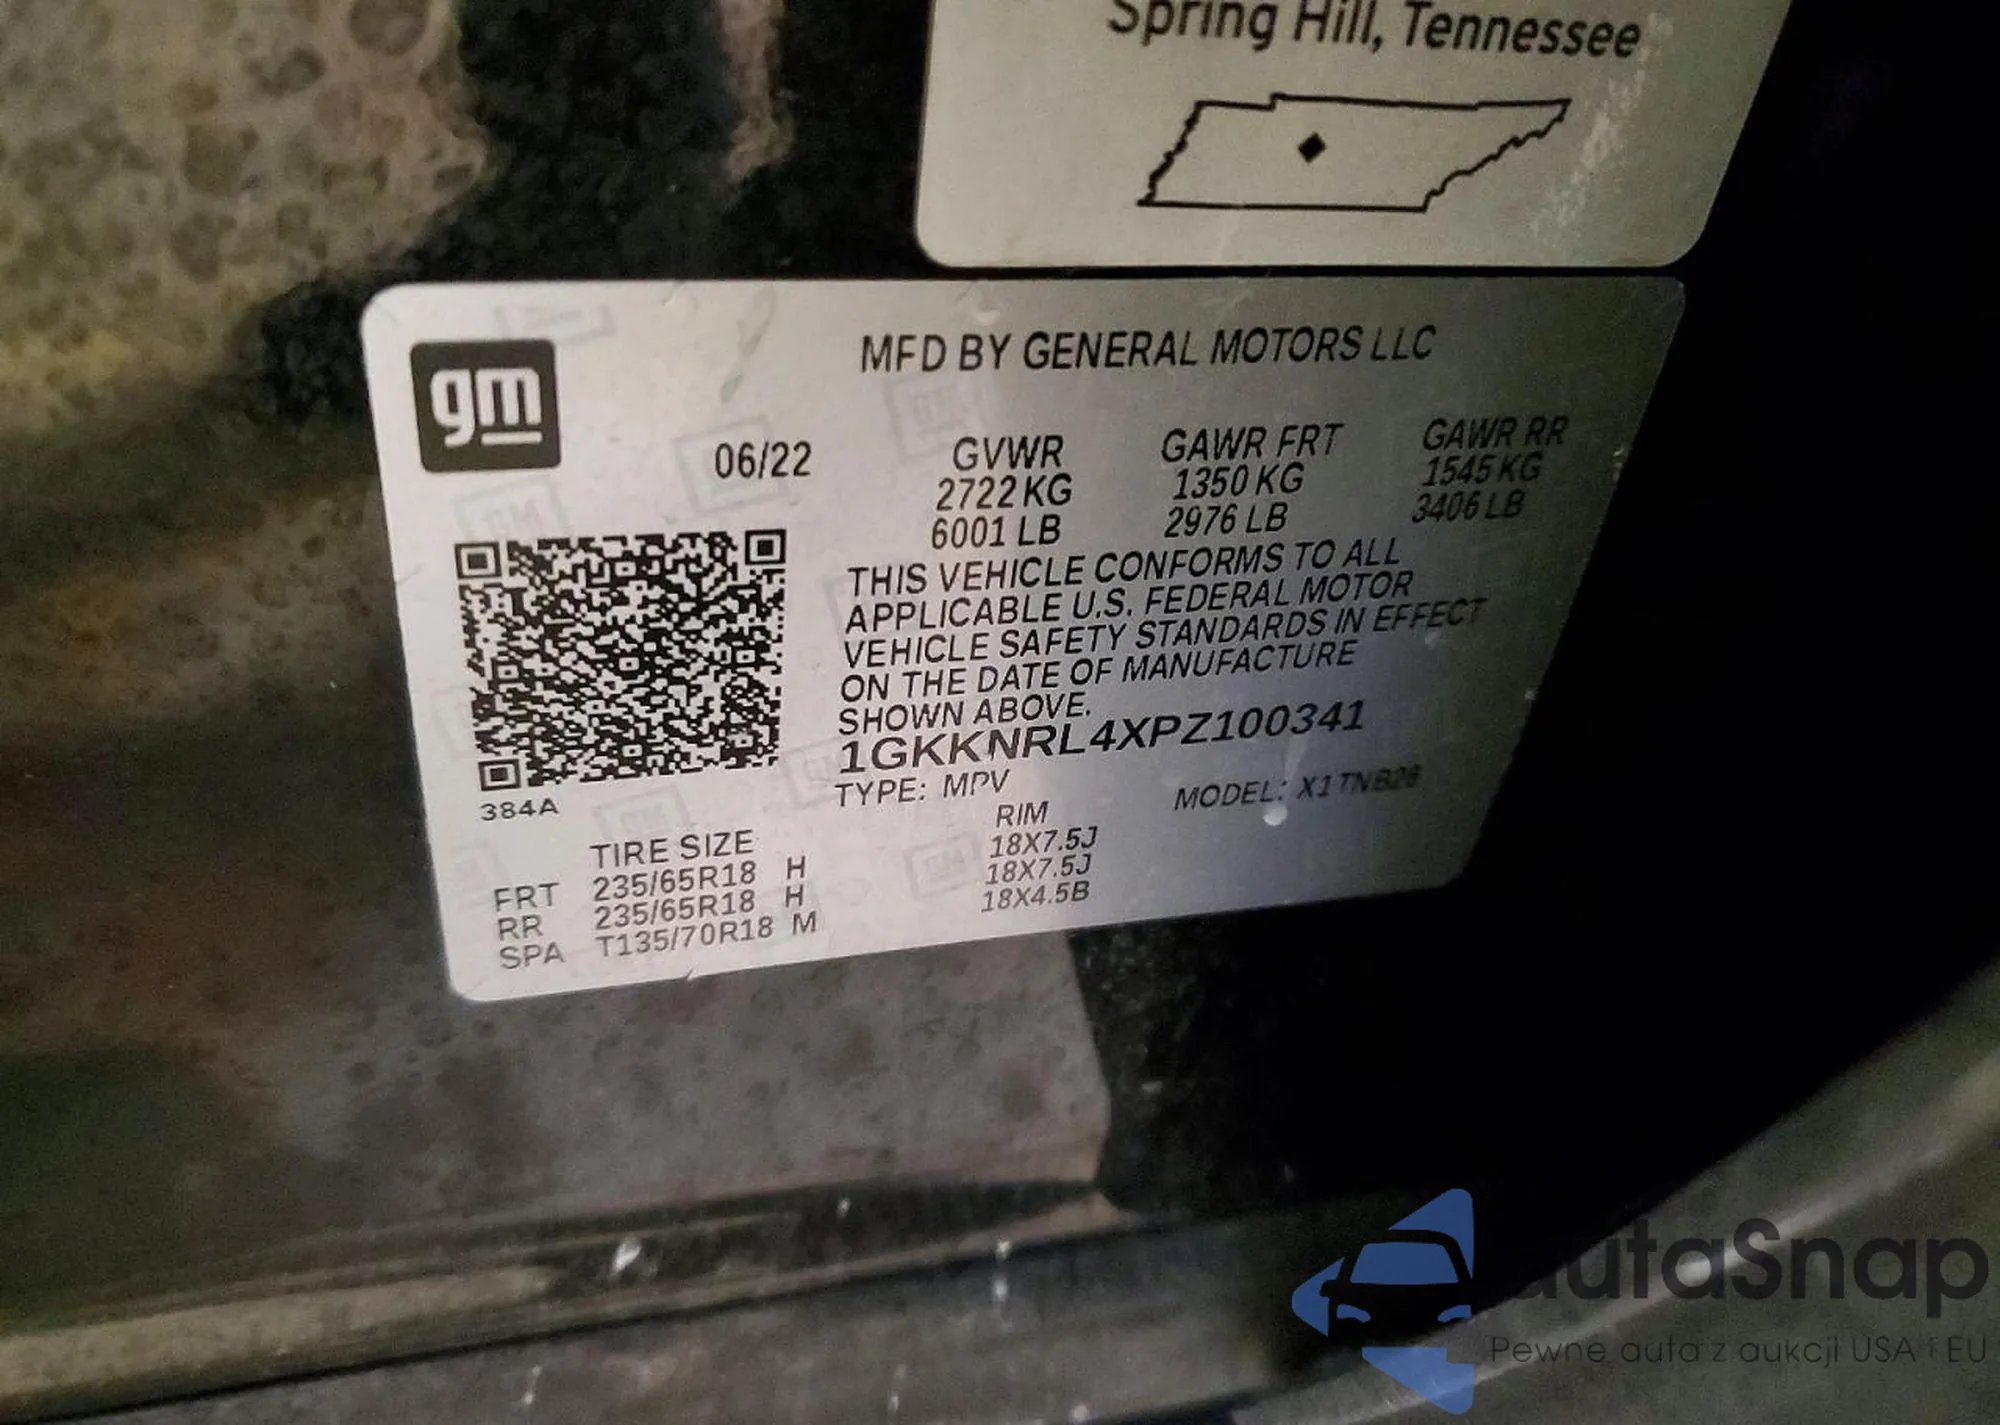 Spring Hill, Tennessee
gm
MFD BY GENERAL MOTORS LLC
06/22 GVWR GAWR FRT GAWR RR
2722 KG 1350 KG 1545 KG
6001 LB 2976 LB 3406 LB
THIS VEHICLE CONFORMS TO ALL
APPLICABLE U.S. FEDERAL MOTOR
VEHICLE SAFETY STANDARDS IN EFFECT
ON THE DATE OF MANUFACTURE
SHOWN ABOVE.
1GKKNRL4XPZ100341
TYPE: MPV MODEL: X1TNB26
384A
TIRE SIZE RIM
FRT 235/65R18 H 18X7.5J
RR 235/65R18 H 18X7.5J
SPA T135/70R18 M 18X4.5B
autaSnap
Pewne auta z aukcji USA i EU